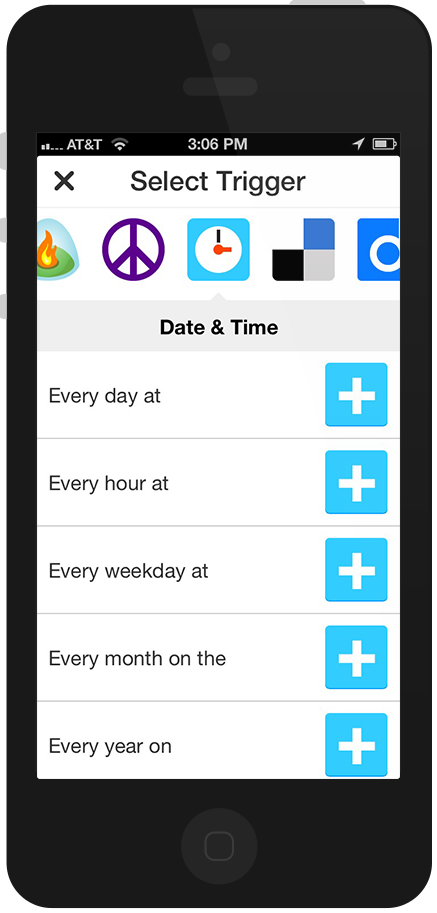 AT&T 3:06 PM
Select Trigger
Date & Time
Every day at
Every hour at
Every weekday at
Every month on the
Every year on